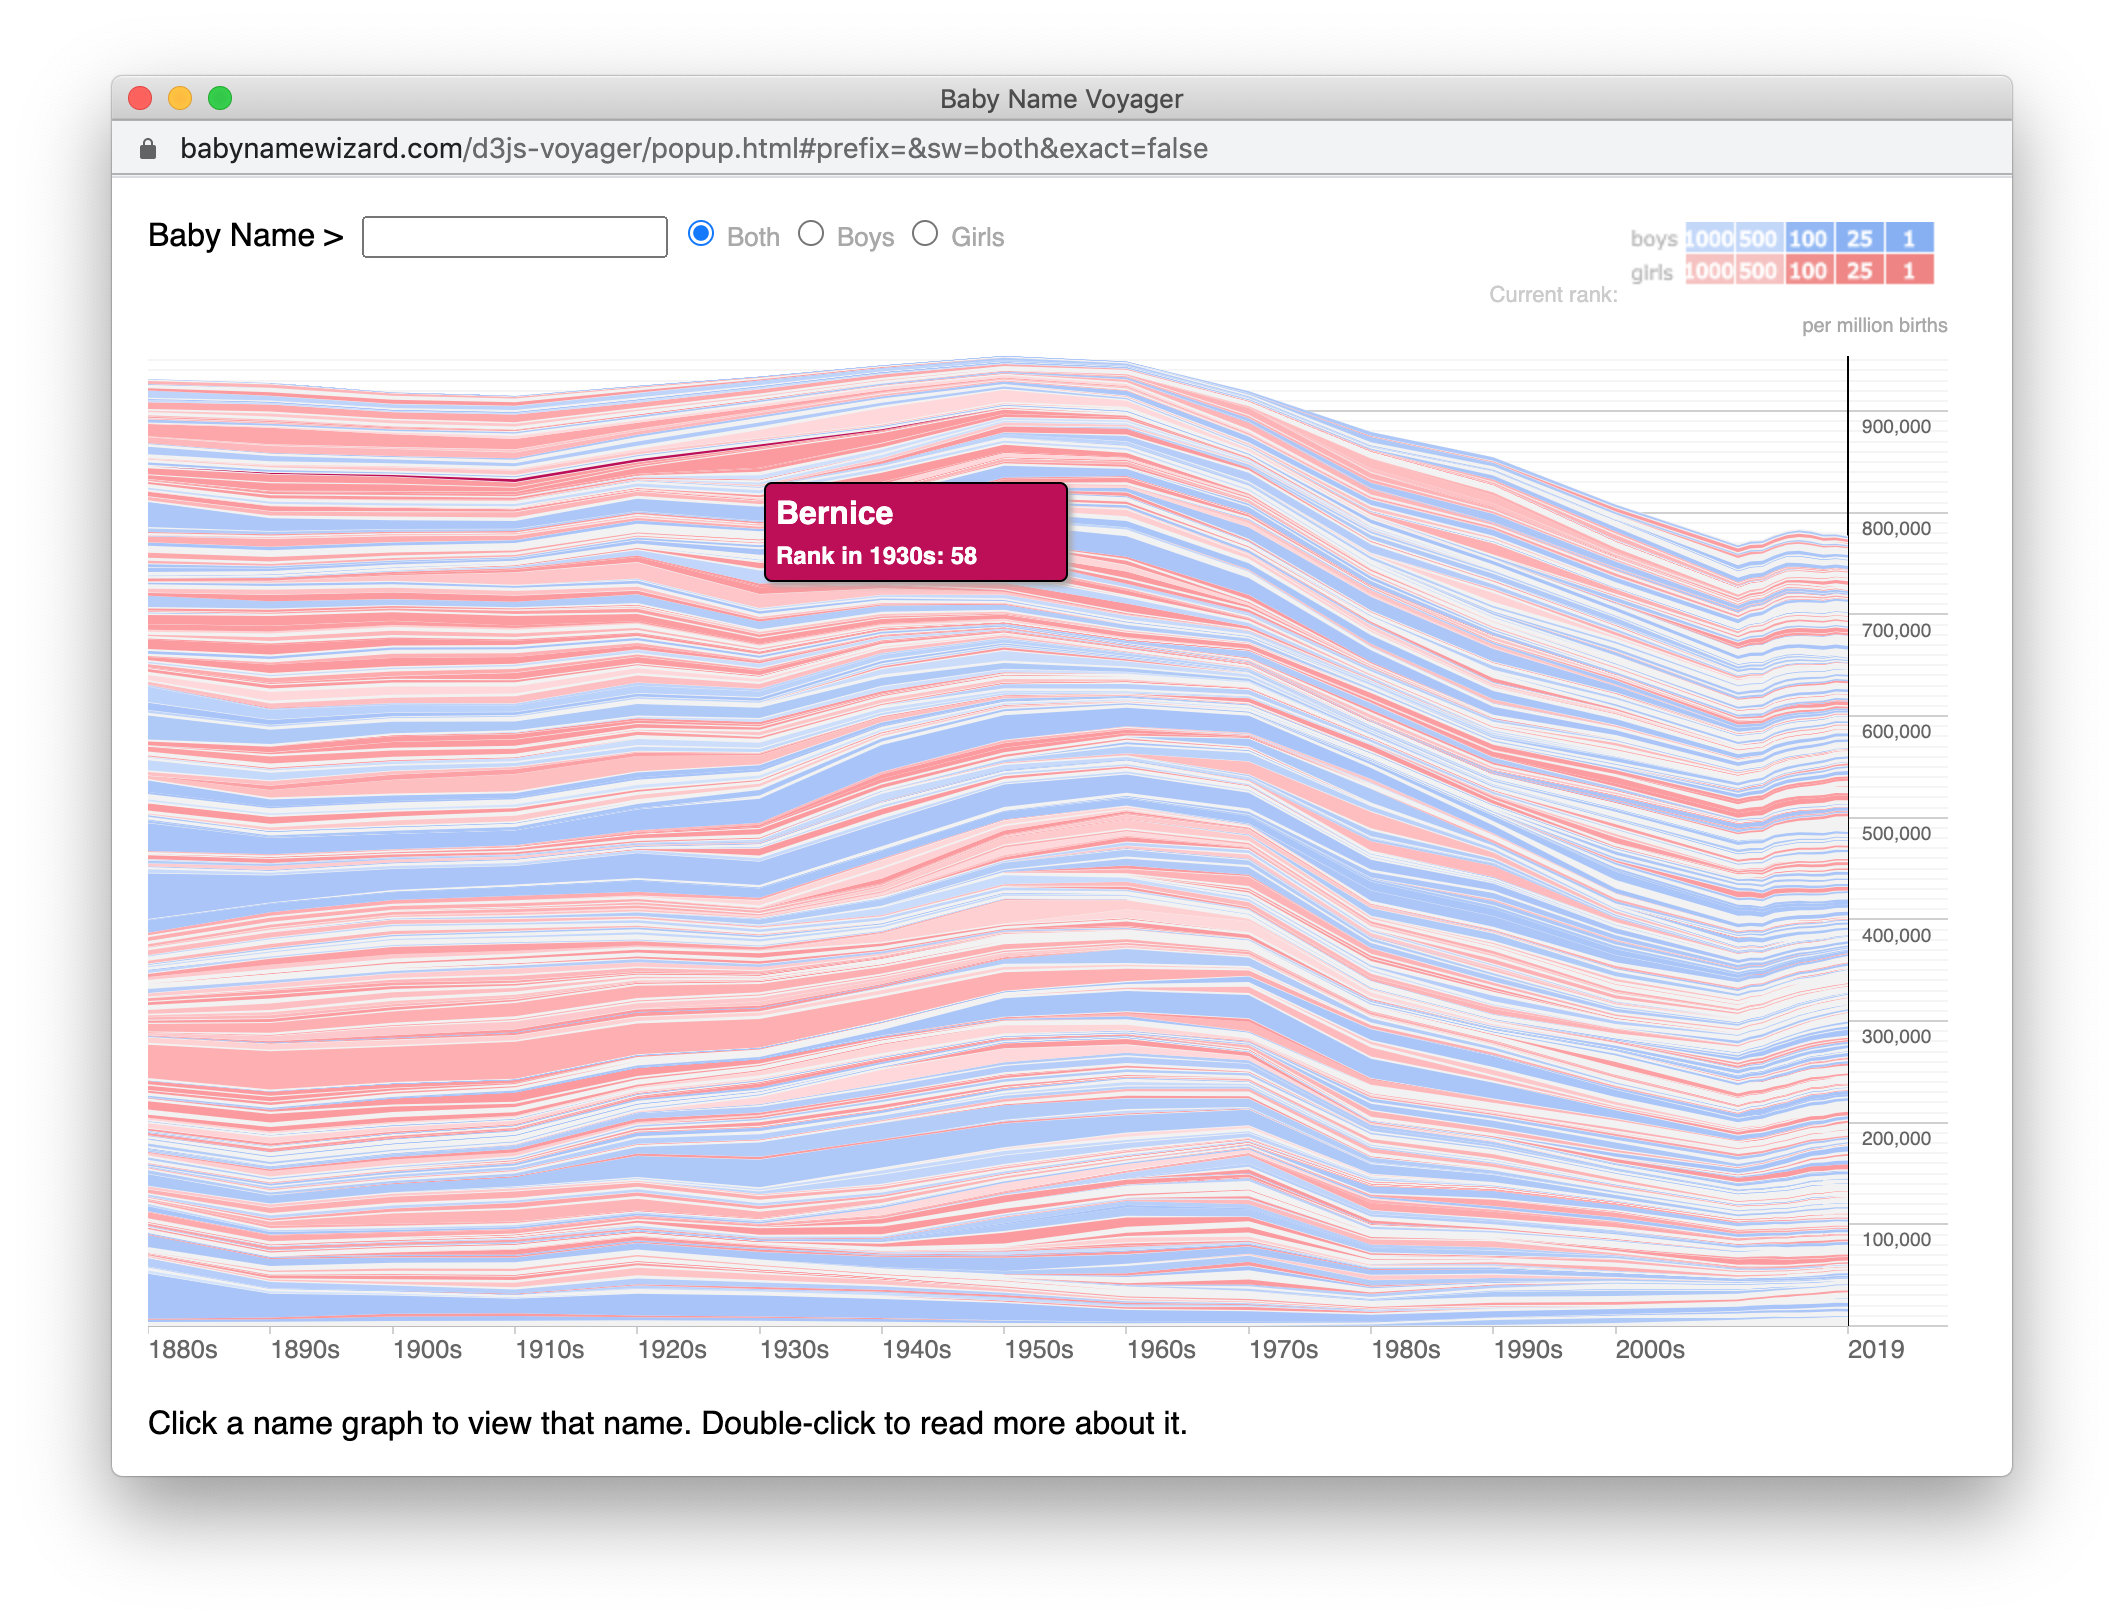 Baby Name Voyager
babynamewizard.com/d3js-voyager/popup.html#prefix=&sw=both&exact=false
Baby Name > Both Boys Girls
boys 1000 500 100 25 1
girls 1000 500 100 25 1
Current rank:
per million births
900,000
Bernice
800,000
Rank in 1930s: 58
700,000
600,000
500,000
400,000
300,000
200,000
100,000
1880s 1890s 1900s 1910s 1920s 1930s 1940s 1950s 1960s 1970s 1980s 1990s 2000s 2019
Click a name graph to view that name. Double-click to read more about it.